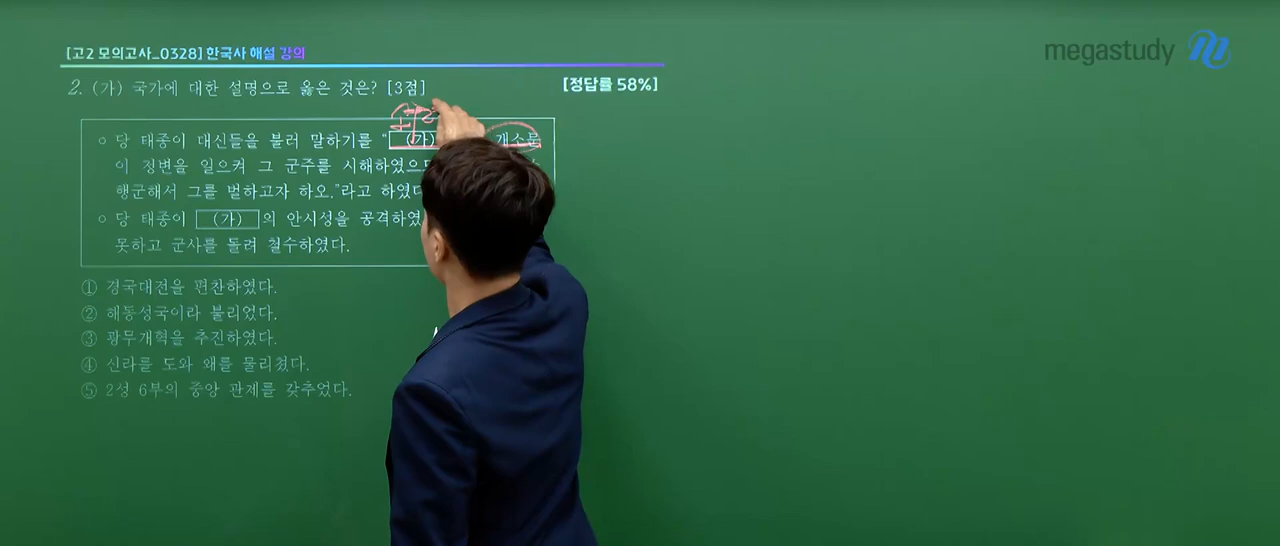 [고2 모의고사_0328] 한국사 해설 강의
megastudy
2. (가) 국가에 대한 설명으로 옳은 것은? [3점]
[정답률 58%]
○ 당 태종이 대신들을 불러 말하기를 “(가) 개소문
이 정변을 일으켜 그 군주를 시해하였으
행군해서 그를 벌하고자 하오.”라고 하였다
○ 당 태종이 (가) 의 안시성을 공격하였
못하고 군사를 돌려 철수하였다.
① 경국대전을 편찬하였다.
② 해동성국이라 불리었다.
③ 광무개혁을 추진하였다.
④ 신라를 도와 왜를 물리쳤다.
⑤ 2성 6부의 중앙 관제를 갖추었다.